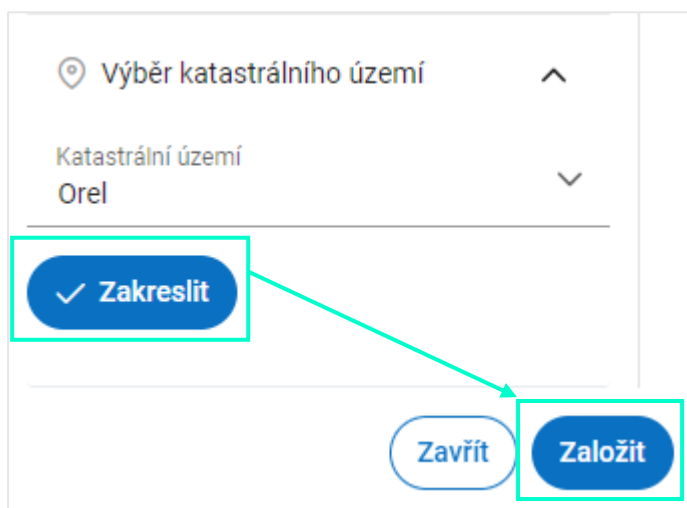 Výběr katastrálního území
Katastrální území
Orel
Zakreslit
Zavřít
Založit